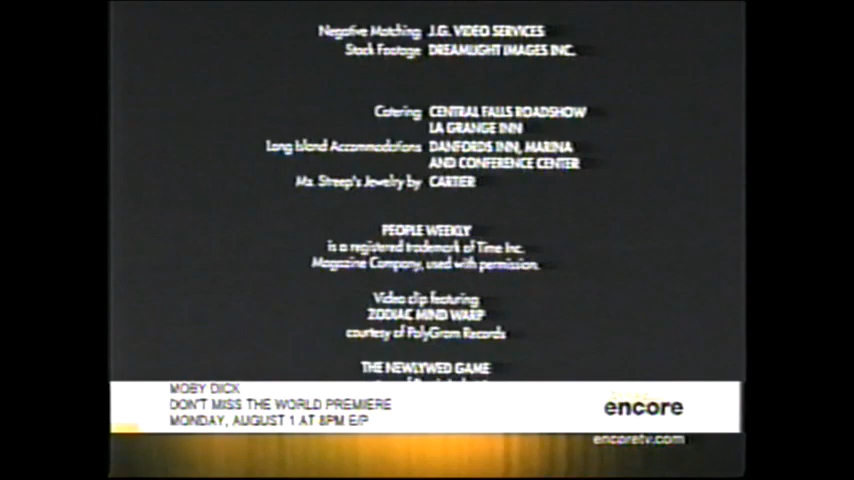 Negative Matching J.G. VIDEO SERVICES
Stock Footage DREAMLIGHT IMAGES INC.
Catering CENTRAL FALLS ROADSHOW
LA GRANGE INN
Long Island Accommodations DANFORDS INN, MARINA
AND CONFERENCE CENTER
Ms. Streep's Jewelry by CARTIER
PEOPLE WEEKLY
is a registered trademark of Time Inc.
Magazine Company, used with permission.
Video clip featuring
ZODIAC MIND WARP
courtesy of PolyGram Records
THE NEWLYWED GAME
MOBY DICK
DON'T MISS THE WORLD PREMIERE
MONDAY, AUGUST 1 AT 8PM E/P
encore
encoretv.com